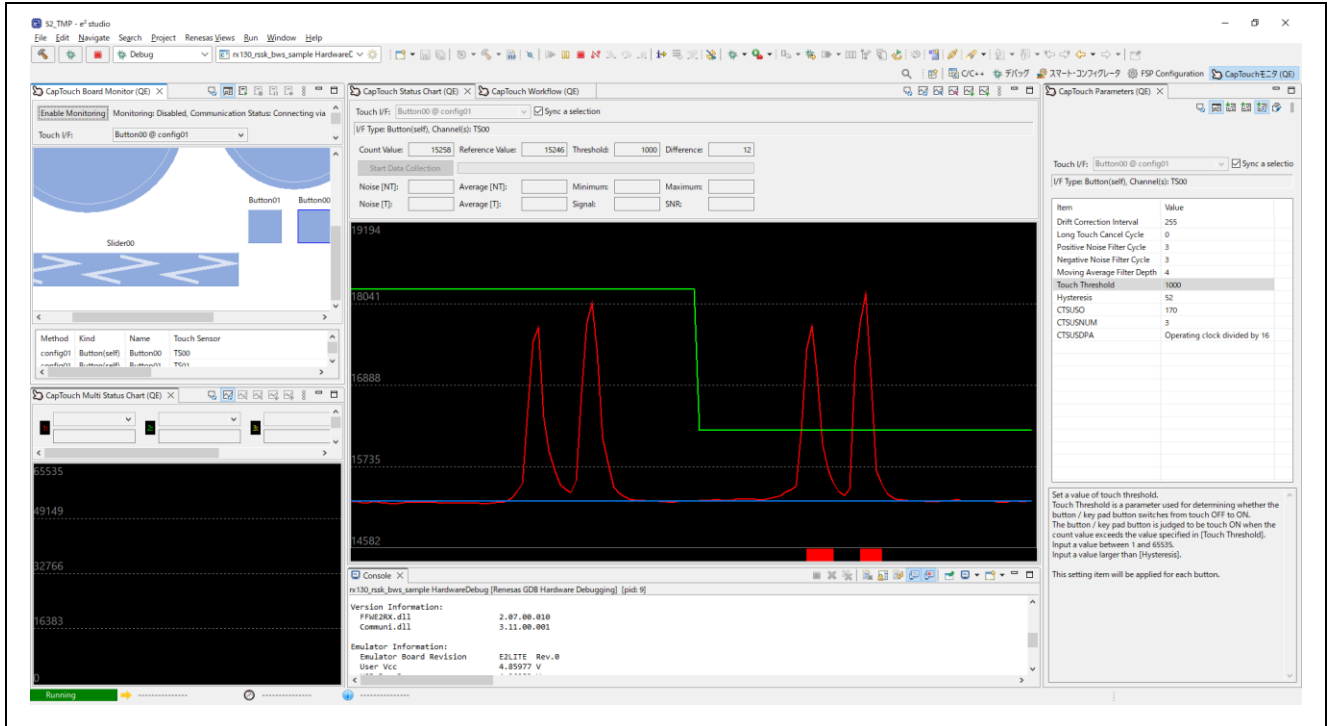 S2_TMP - e² studio
File Edit Navigate Search Project Renesas Views Run Window Help
Debug
rx130_rssk_bws_sample HardwareC
C/C++
デバッグ
スマート・コンフィグレータ
FSP Configuration
CapTouchモニタ (QE)
CapTouch Board Monitor (QE)
Enable Monitoring
Monitoring: Disabled, Communication Status: Connecting via
Touch I/F:
Button00 @ config01
Button01
Button00
Slider00
Method Kind Name Touch Sensor
config01 Button(self) Button00 TS00
config01 Button(self) Button01 TS01
CapTouch Multi Status Chart (QE)
1:
2:
3:
65535
49149
32766
16383
0
CapTouch Status Chart (QE)
CapTouch Workflow (QE)
Touch I/F:
Button00 @ config01
Sync a selection
I/F Type: Button(self), Channel(s): TS00
Count Value: 15258 Reference Value: 15246 Threshold: 1000 Difference: 12
Start Data Collection
Noise [NT]: Average [NT]: Minimum: Maximum:
Noise [T]: Average [T]: Signal: SNR:
19194
18041
16888
15735
14582
Console
rx130_rssk_bws_sample HardwareDebug [Renesas GDB Hardware Debugging] [pid: 9]
Version Information:
FFWE2RX.dll 2.07.00.010
Communi.dll 3.11.00.001
Emulator Information:
Emulator Board Revision E2LITE Rev.0
User Vcc 4.85977 V
CapTouch Parameters (QE)
Touch I/F:
Button00 @ config01
Sync a selectio
I/F Type: Button(self), Channel(s): TS00
Item Value
Drift Correction Interval 255
Long Touch Cancel Cycle 0
Positive Noise Filter Cycle 3
Negative Noise Filter Cycle 3
Moving Average Filter Depth 4
Touch Threshold 1000
Hysteresis 52
CTSUSO 170
CTSUSNUM 3
CTSUSDPA Operating clock divided by 16
Set a value of touch threshold.
Touch Threshold is a parameter used for determining whether the
button / key pad button switches from touch OFF to ON.
The button / key pad button is judged to be touch ON when the
count value exceeds the value specified in [Touch Threshold].
Input a value between 1 and 65535.
Input a value larger than [Hysteresis].
This setting item will be applied for each button.
Running
---------------
---------------
---------------